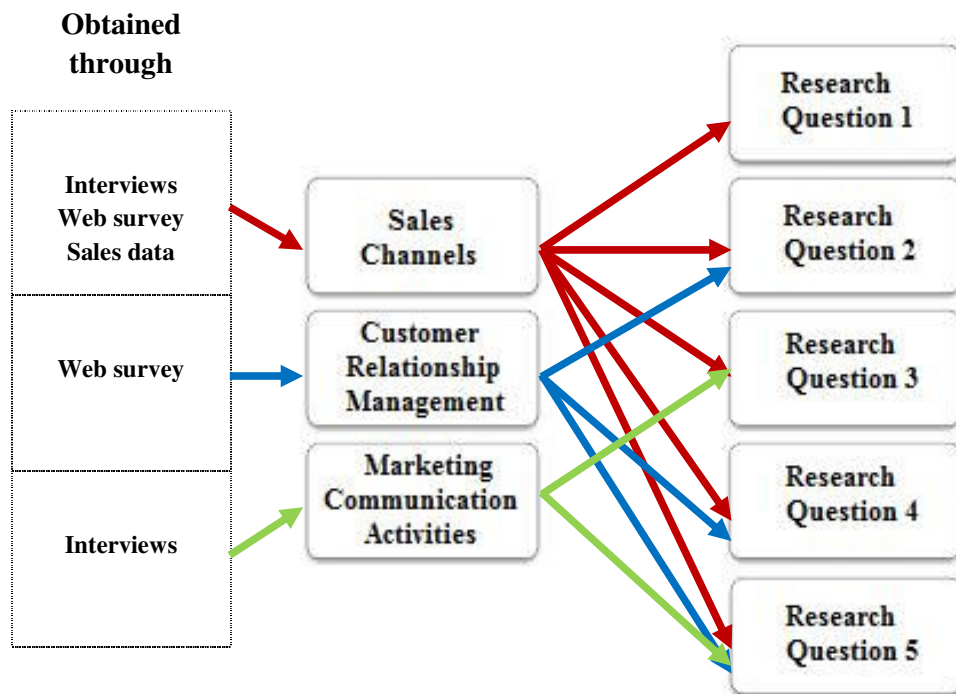 Obtained
through
Interviews
Web survey
Sales data
Web survey
Interviews
Sales
Channels
Customer
Relationship
Management
Marketing
Communication
Activities
Research
Question 1
Research
Question 2
Research
Question 3
Research
Question 4
Research
Question 5